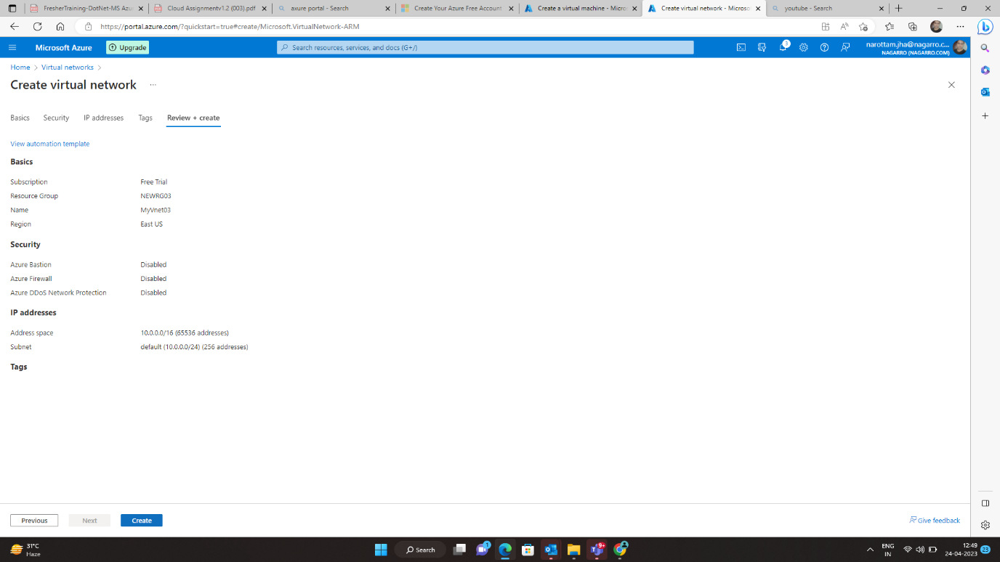 FresherTraining-DotNet-MS Azu
Cloud Assignmentv1.2 (003).pdf
axure portal - Search
Create Your Azure Free Account
Create a virtual machine - Micro
Create virtual network - Microso
youtube - Search
https://portal.azure.com/?quickstart=true#create/Microsoft.VirtualNetwork-ARM
Microsoft Azure
Upgrade
Search resources, services, and docs (G+/)
3
narottam.jha@nagarro.c...
NAGARRO (NAGARRO.COM)
Home > Virtual networks >
Create virtual network ...
Basics Security IP addresses Tags Review + create
View automation template
Basics
Subscription Free Trial
Resource Group NEWRG03
Name MyVnet03
Region East US
Security
Azure Bastion Disabled
Azure Firewall Disabled
Azure DDoS Network Protection Disabled
IP addresses
Address space 10.0.0.0/16 (65536 addresses)
Subnet default (10.0.0.0/24) (256 addresses)
Tags
Previous Next Create
Give feedback
31°C
Haze
Search
1
9+
ENG
IN
12:49
24-04-2023
23